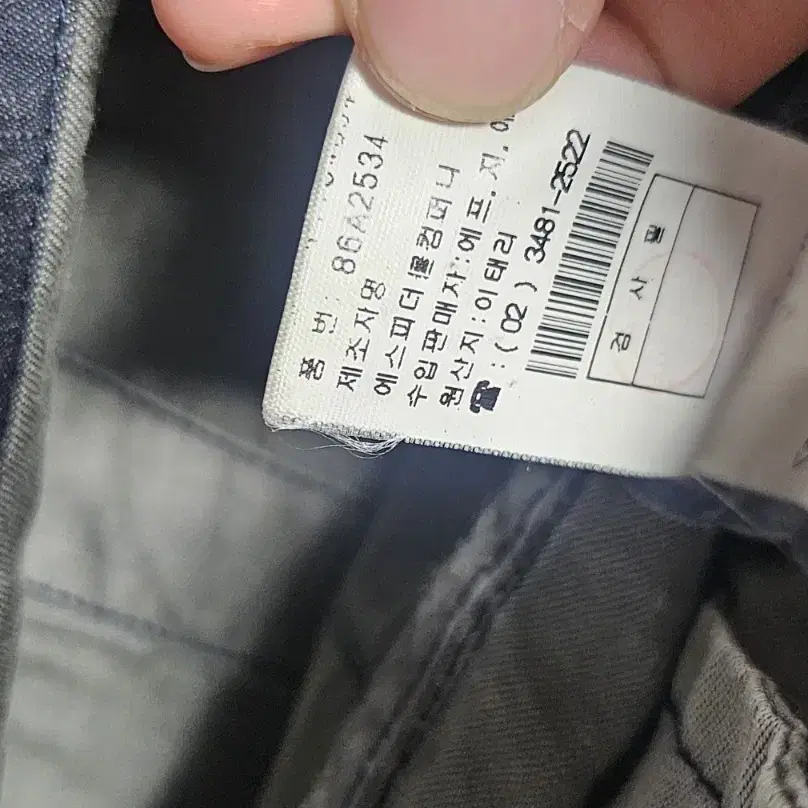 품 번: 86A2534
제조자명
에스피더블컴퍼니
수입판매자:에프.지.
원산지:이태리
☎:(02) 3481-2522
검 사 필